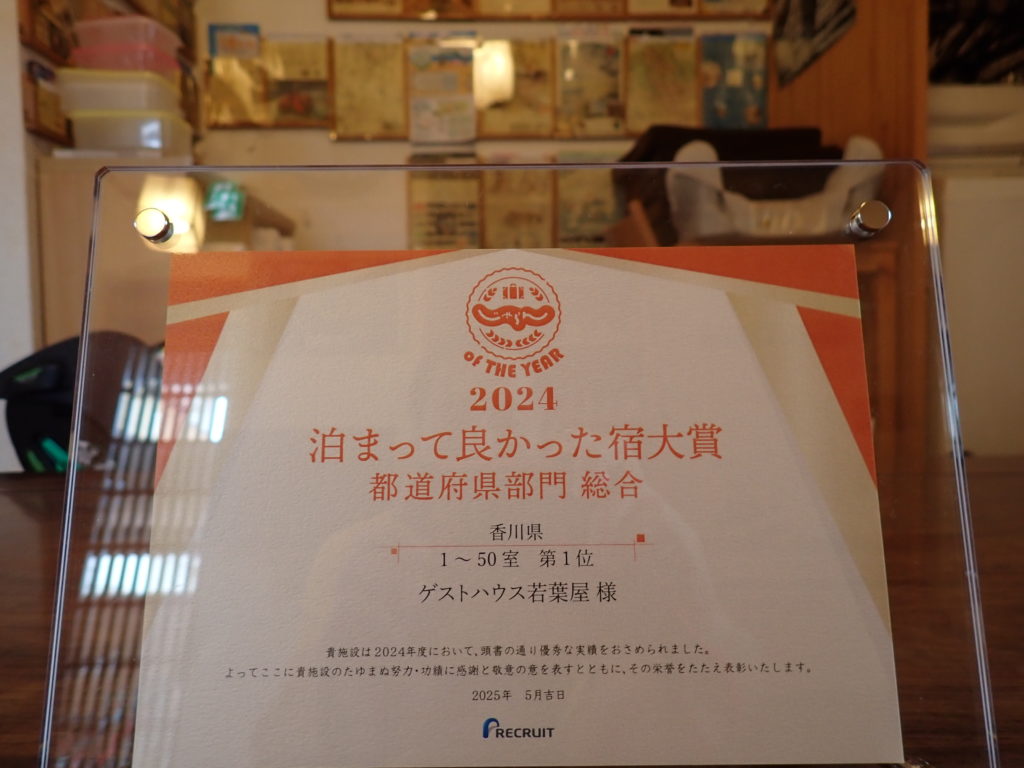 じゃらん
OF THE YEAR
2024
泊まって良かった宿大賞
都道府県部門 総合
香川県
1～50室 第1位
ゲストハウス若葉屋 様
貴施設は2024年度において、頭書の通り優秀な実績をおさめられました。
よってここに貴施設のたゆまぬ努力・功績に感謝と敬意の意を表すとともに、その栄誉をたたえ表彰いたします。
2025年 5月吉日
RECRUIT